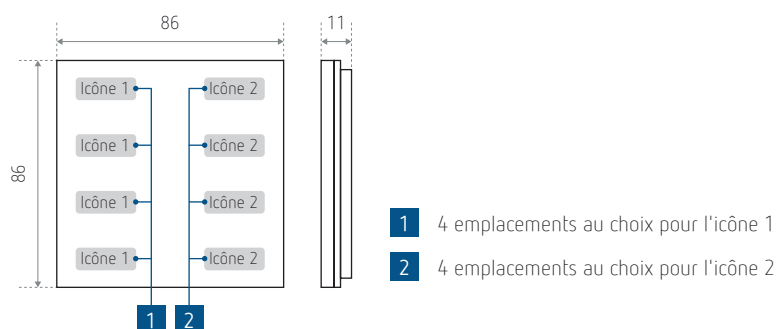 86 11
86
Icône 1 Icône 2
Icône 1 Icône 2
Icône 1 Icône 2
Icône 1 Icône 2
1 2
1 4 emplacements au choix pour l'icône 1
2 4 emplacements au choix pour l'icône 2